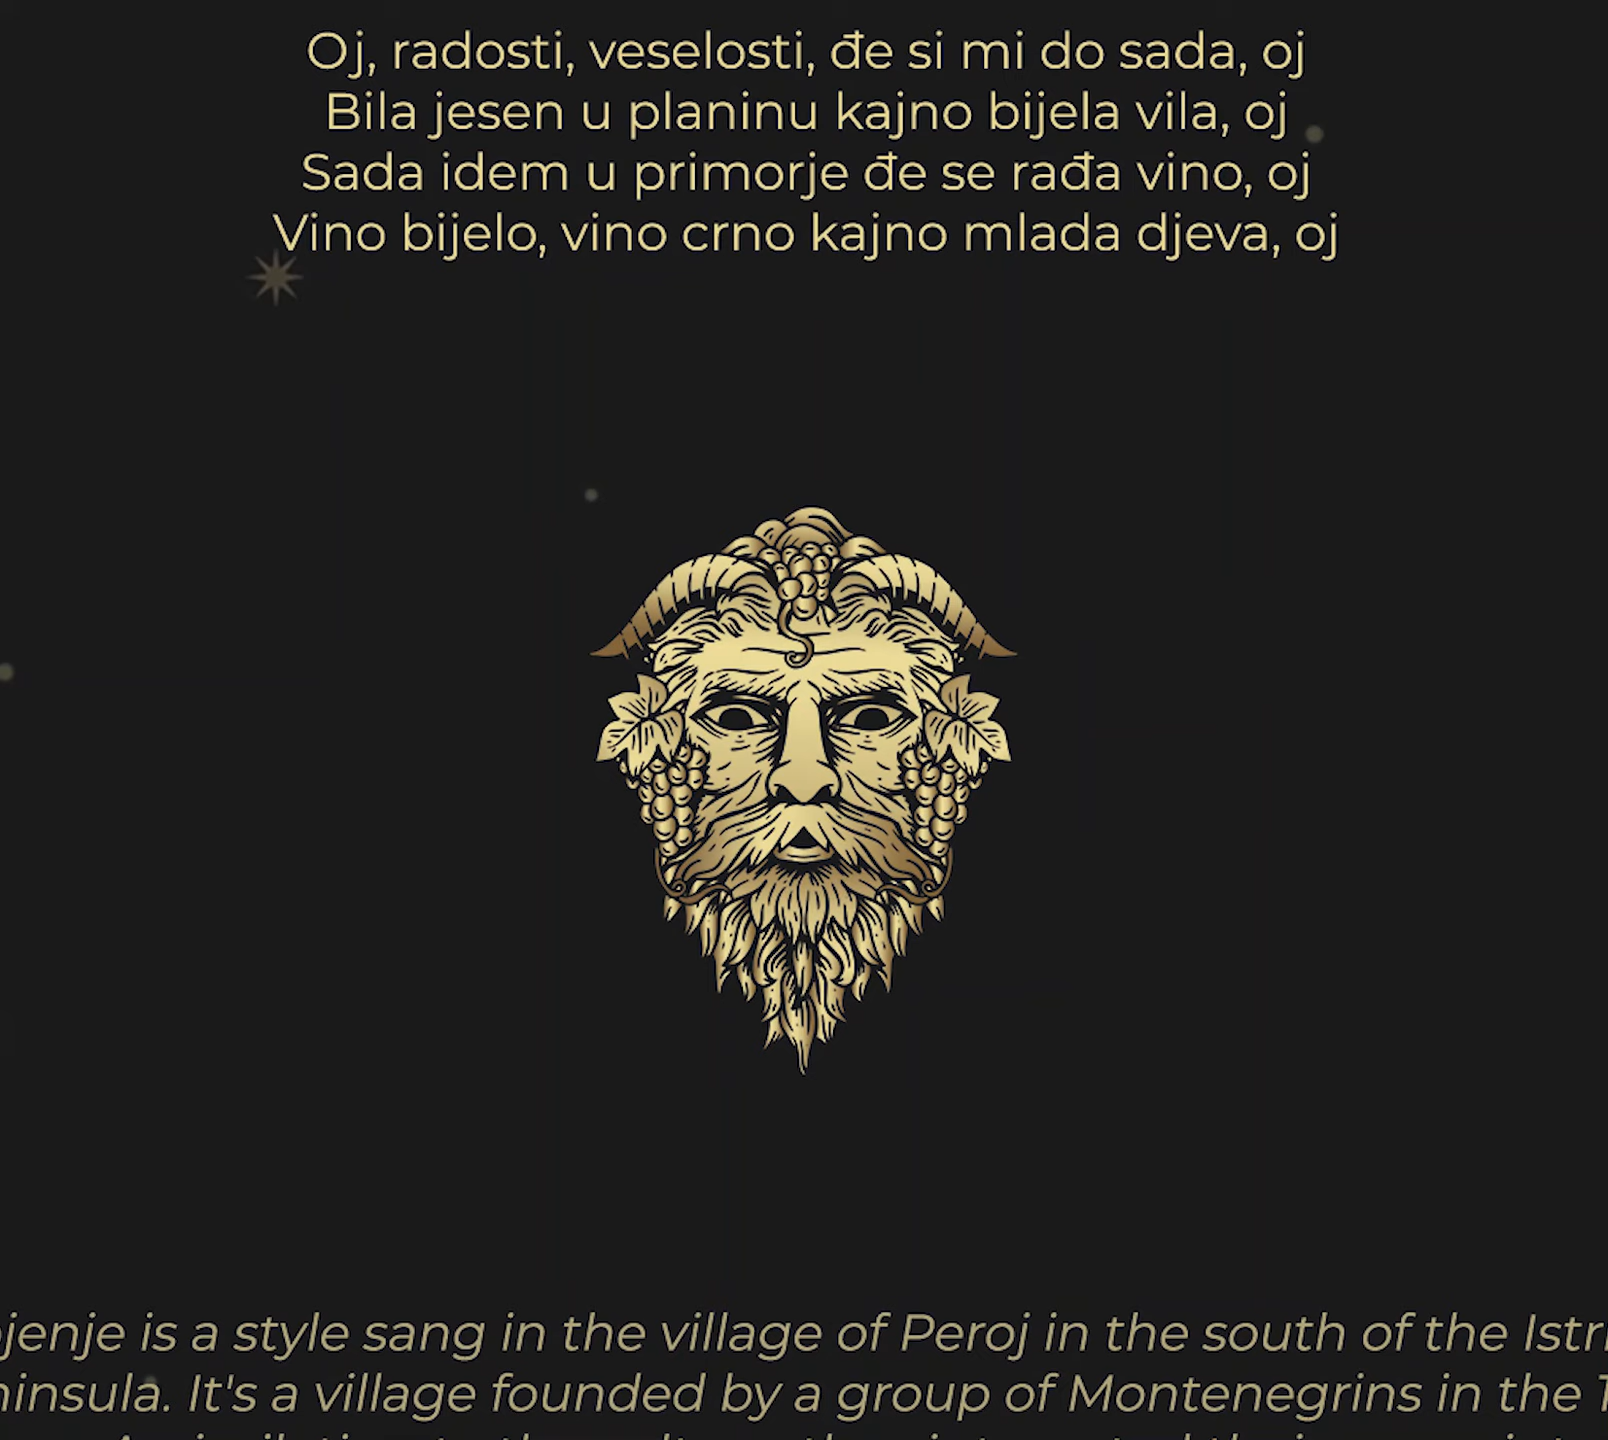 Oj, radosti, veselosti, đe si mi do sada, oj
Bila jesen u planinu kajno bijela vila, oj
Sada idem u primorje đe se rađa vino, oj
Vino bijelo, vino crno kajno mlada djeva, oj
is a style sang in the village of Peroj in the south of the
It's a village founded by a group of Montenegrins in the